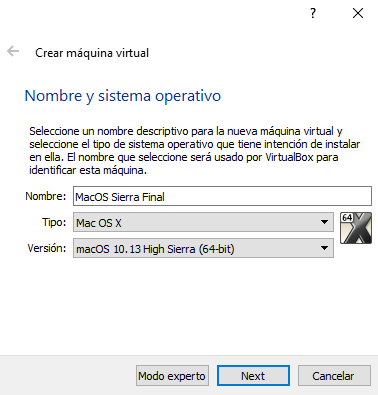 ?
Crear máquina virtual
Nombre y sistema operativo
Seleccione un nombre descriptivo para la nueva máquina virtual y
seleccione el tipo de sistema operativo que tiene intención de instalar
en ella. El nombre que seleccione será usado por VirtualBox para
identificar esta máquina.
Nombre: MacOS Sierra Final
Tipo: Mac OS X
64
X
Versión: macOS 10.13 High Sierra (64-bit)
Modo experto Next Cancelar